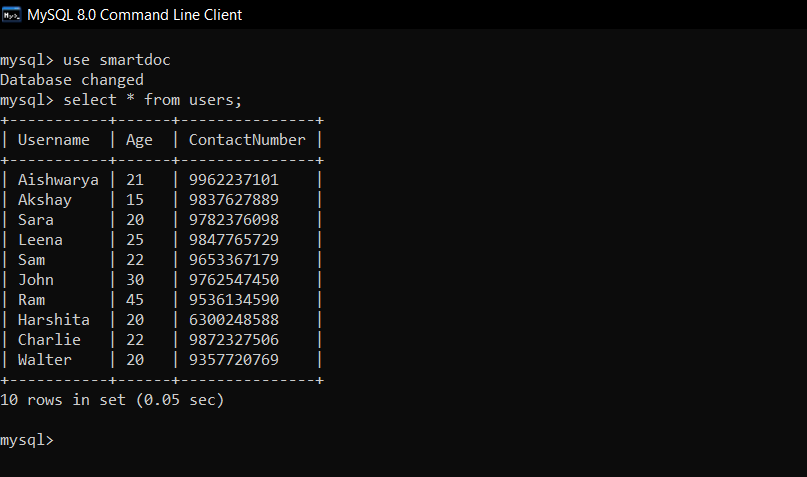 MySQL 8.0 Command Line Client
mysql> use smartdoc
Database changed
mysql> select * from users;
+-----------+------+---------------+
| Username  | Age  | ContactNumber |
+-----------+------+---------------+
| Aishwarya | 21   | 9962237101    |
| Akshay    | 15   | 9837627889    |
| Sara      | 20   | 9782376098    |
| Leena     | 25   | 9847765729    |
| Sam       | 22   | 9653367179    |
| John      | 30   | 9762547450    |
| Ram       | 45   | 9536134590    |
| Harshita  | 20   | 6300248588    |
| Charlie   | 22   | 9872327506    |
| Walter    | 20   | 9357720769    |
+-----------+------+---------------+
10 rows in set (0.05 sec)
mysql>